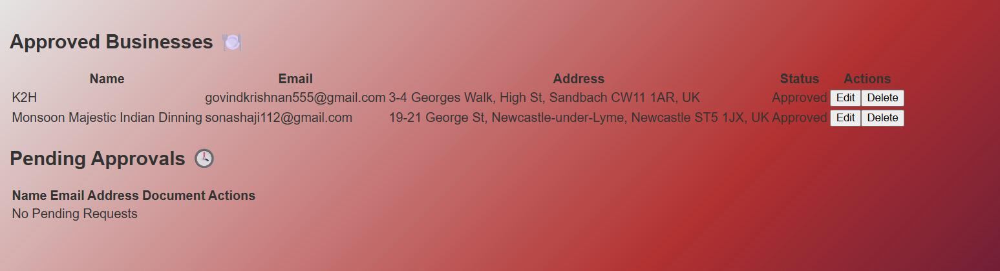 Approved Businesses 🍽️
Name Email Address Status Actions
K2H govindkrishnan555@gmail.com 3-4 Georges Walk, High St, Sandbach CW11 1AR, UK Approved Edit Delete
Monsoon Majestic Indian Dinning sonashaji112@gmail.com 19-21 George St, Newcastle-under-Lyme, Newcastle ST5 1JX, UK Approved Edit Delete
Pending Approvals 🕓
Name Email Address Document Actions
No Pending Requests